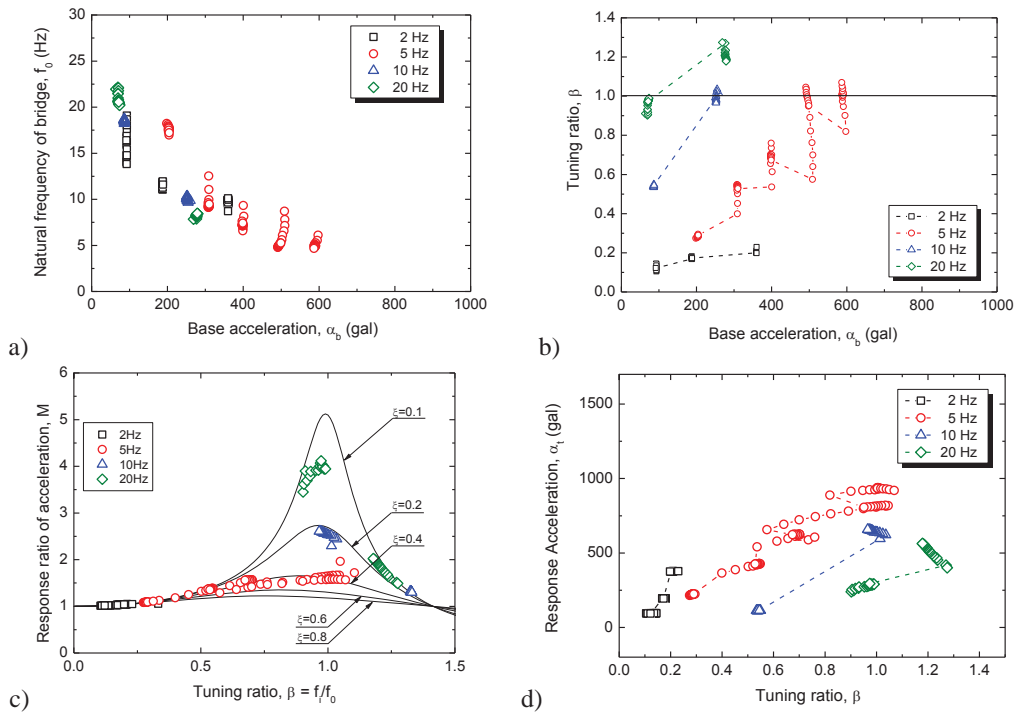 a)
Natural frequency of bridge, f_0 (Hz)
30
25
20
15
10
5
0
0 200 400 600 800 1000
Base acceleration, α_b (gal)
2 Hz
5 Hz
10 Hz
20 Hz
b)
Tuning ratio, β
1.4
1.2
1.0
0.8
0.6
0.4
0.2
0.0
0 200 400 600 800 1000
Base acceleration, α_b (gal)
2 Hz
5 Hz
10 Hz
20 Hz
c)
Response ratio of acceleration, M
6
5
4
3
2
1
0
0.0 0.5 1.0 1.5
Tuning ratio, β = f_i/f_0
2Hz
5Hz
10Hz
20Hz
ξ=0.1
ξ=0.2
ξ=0.4
ξ=0.6
ξ=0.8
d)
Response Acceleration, α_t (gal)
1500
1000
500
0
0.0 0.2 0.4 0.6 0.8 1.0 1.2 1.4
Tuning ratio, β
2 Hz
5 Hz
10 Hz
20 Hz